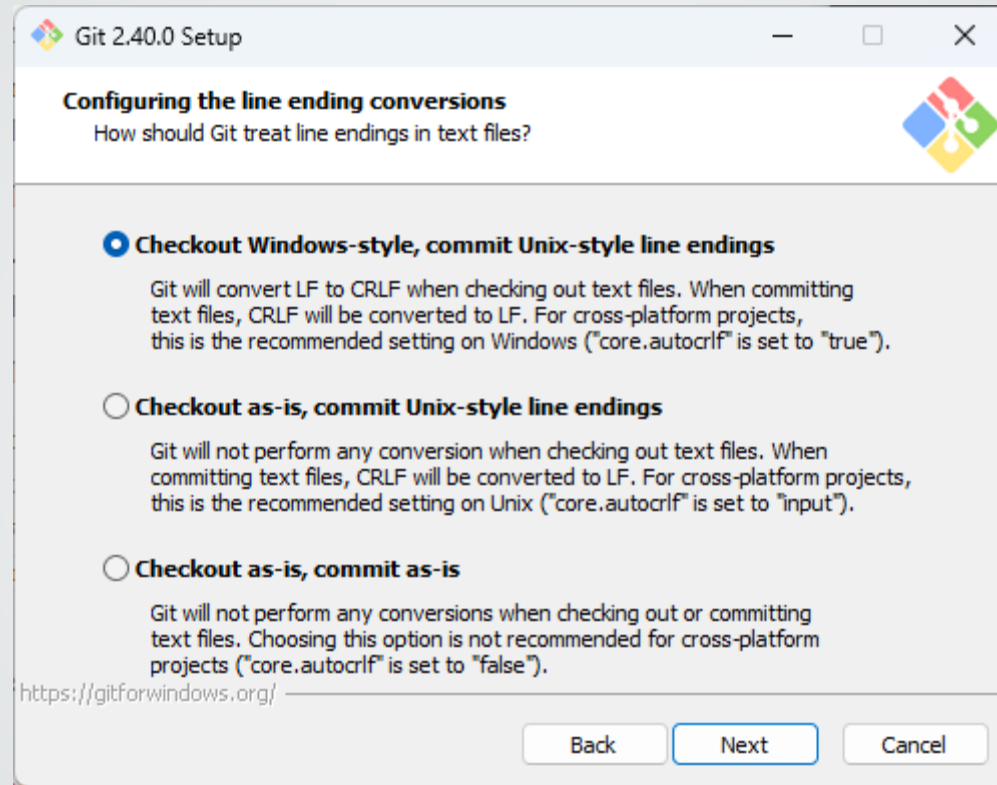 Git 2.40.0 Setup
Configuring the line ending conversions
How should Git treat line endings in text files?
Checkout Windows-style, commit Unix-style line endings
Git will convert LF to CRLF when checking out text files. When committing
text files, CRLF will be converted to LF. For cross-platform projects,
this is the recommended setting on Windows ("core.autocrlf" is set to "true").
Checkout as-is, commit Unix-style line endings
Git will not perform any conversion when checking out text files. When
committing text files, CRLF will be converted to LF. For cross-platform projects,
this is the recommended setting on Unix ("core.autocrlf" is set to "input").
Checkout as-is, commit as-is
Git will not perform any conversions when checking out or committing
text files. Choosing this option is not recommended for cross-platform
projects ("core.autocrlf" is set to "false").
https://gitforwindows.org/
Back Next Cancel